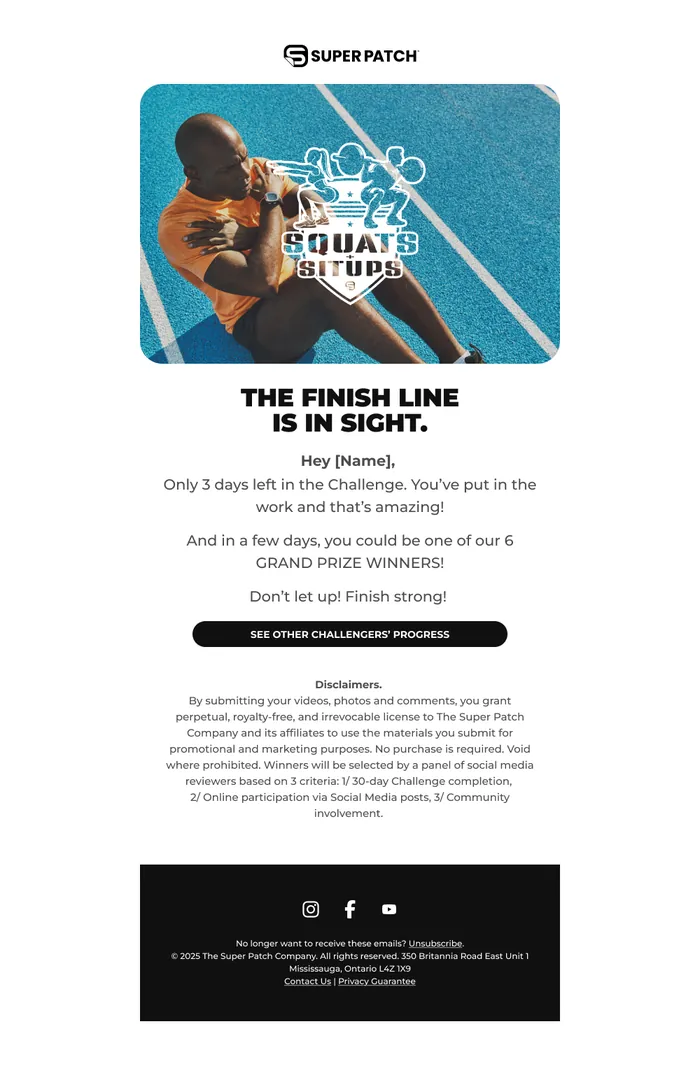 SUPER PATCH
SQUATS
+
SITUPS
THE FINISH LINE
IS IN SIGHT.
Hey [Name],
Only 3 days left in the Challenge. You’ve put in the
work and that’s amazing!
And in a few days, you could be one of our 6
GRAND PRIZE WINNERS!
Don’t let up! Finish strong!
SEE OTHER CHALLENGERS’ PROGRESS
Disclaimers.
By submitting your videos, photos and comments, you grant
perpetual, royalty-free, and irrevocable license to The Super Patch
Company and its affiliates to use the materials you submit for
promotional and marketing purposes. No purchase is required. Void
where prohibited. Winners will be selected by a panel of social media
reviewers based on 3 criteria: 1/ 30-day Challenge completion,
2/ Online participation via Social Media posts, 3/ Community
involvement.
No longer want to receive these emails? Unsubscribe.
© 2025 The Super Patch Company. All rights reserved. 350 Britannia Road East Unit 1
Mississauga, Ontario L4Z 1X9
Contact Us | Privacy Guarantee